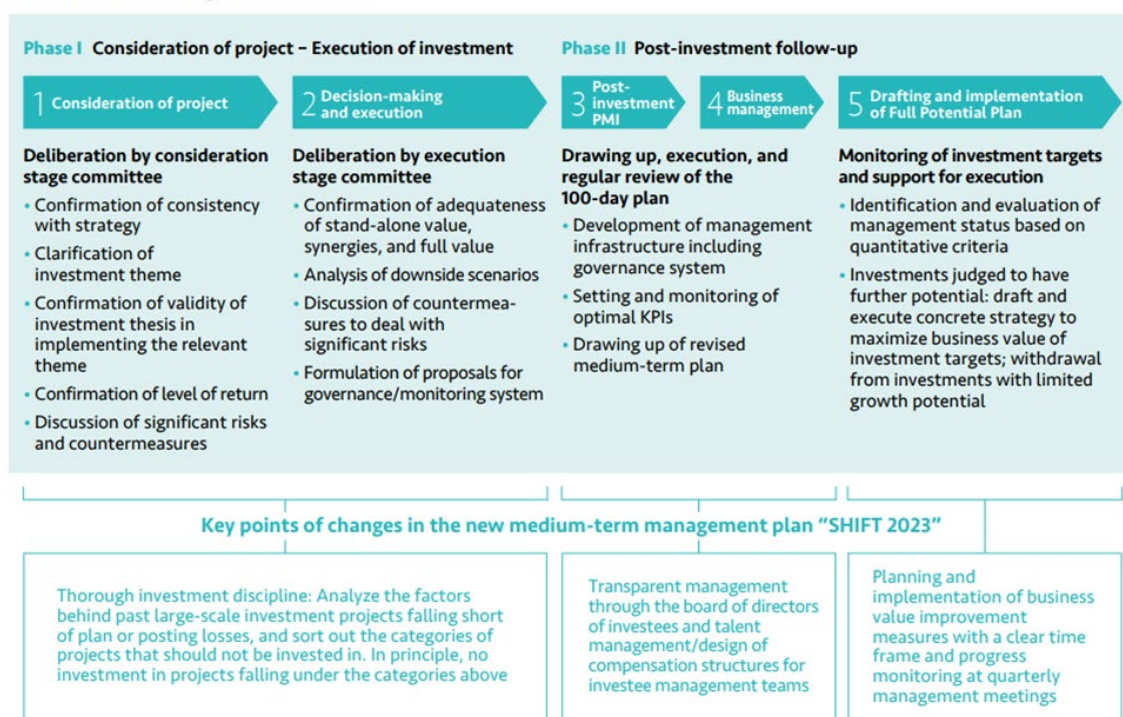 Phase I Consideration of project – Execution of investment
1 Consideration of project
2 Decision-making
and execution
Deliberation by consideration
stage committee
• Confirmation of consistency
with strategy
• Clarification of
investment theme
• Confirmation of validity of
investment thesis in
implementing the relevant
theme
• Confirmation of level of return
• Discussion of significant risks
and countermeasures
Deliberation by execution
stage committee
• Confirmation of adequateness
of stand-alone value,
synergies, and full value
• Analysis of downside scenarios
• Discussion of countermea-
sures to deal with
significant risks
• Formulation of proposals for
governance/monitoring system
Phase II Post-investment follow-up
3 Post-
investment
PMI
4 Business
management
5 Drafting and implementation
of Full Potential Plan
Drawing up, execution, and
regular review of the
100-day plan
• Development of management
infrastructure including
governance system
• Setting and monitoring of
optimal KPIs
• Drawing up of revised
medium-term plan
Monitoring of investment targets
and support for execution
• Identification and evaluation of
management status based on
quantitative criteria
• Investments judged to have
further potential: draft and
execute concrete strategy to
maximize business value of
investment targets; withdrawal
from investments with limited
growth potential
Key points of changes in the new medium-term management plan “SHIFT 2023”
Thorough investment discipline: Analyze the factors
behind past large-scale investment projects falling short
of plan or posting losses, and sort out the categories of
projects that should not be invested in. In principle, no
investment in projects falling under the categories above
Transparent management
through the board of directors
of investees and talent
management/design of
compensation structures for
investee management teams
Planning and
implementation of business
value improvement
measures with a clear time
frame and progress
monitoring at quarterly
management meetings